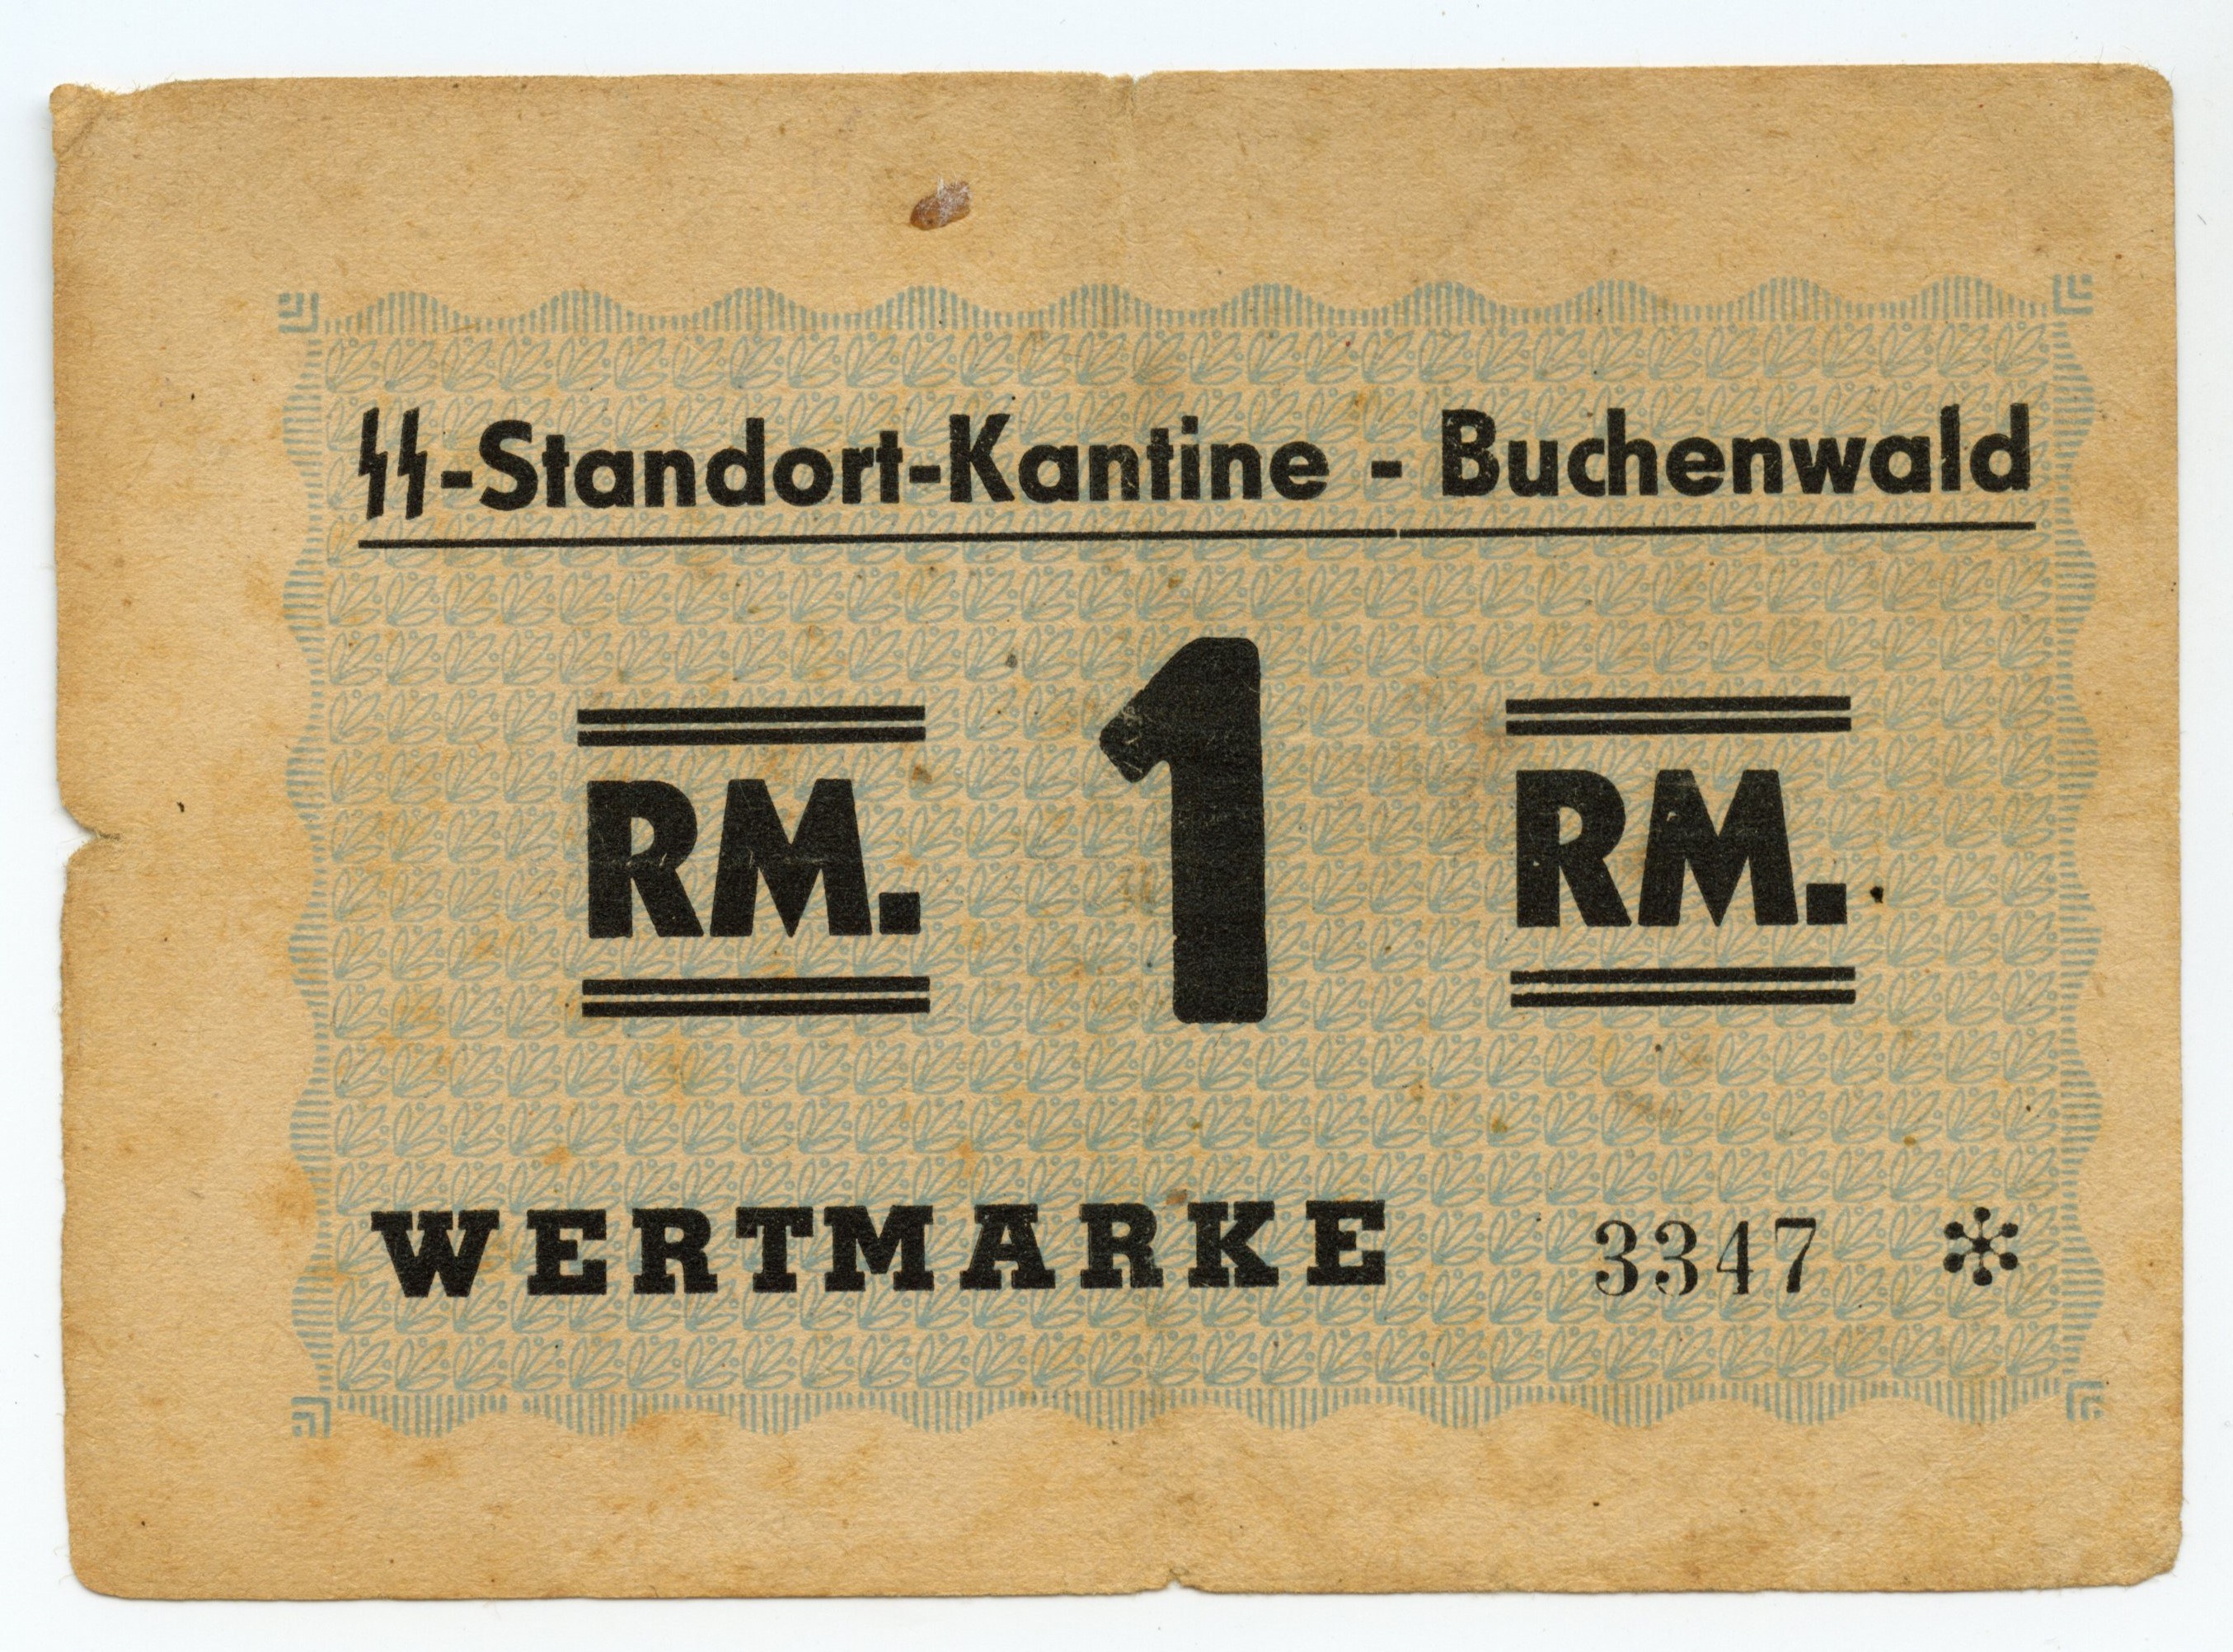 SS-Standort-Kantine - Buchenwald
RM. 1 RM.
WERTMARKE 3347 *